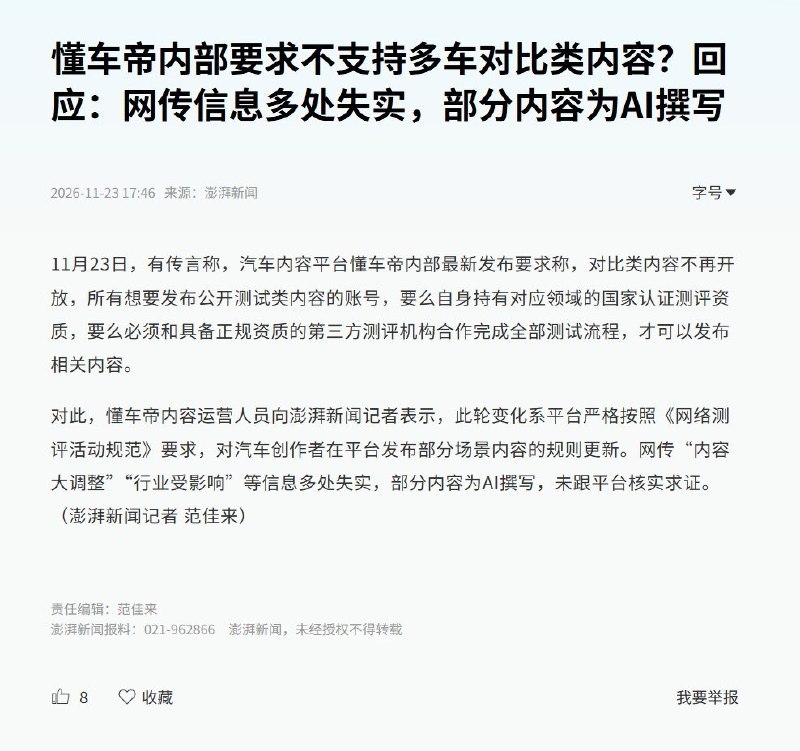 懂车帝内部要求不支持多车对比类内容？回
应：网传信息多处失实，部分内容为AI撰写
2026-11-23 17:46 来源：澎湃新闻
字号
11月23日，有传言称，汽车内容平台懂车帝内部最新发布要求称，对比类内容不再开
放，所有想要发布公开测试类内容的账号，要么自身持有对应领域的国家认证测评资
质，要么必须和具备正规资质的第三方测评机构合作完成全部测试流程，才可以发布
相关内容。
对此，懂车帝内容运营人员向澎湃新闻记者表示，此轮变化系平台严格按照《网络测
评活动规范》要求，对汽车创作者在平台发布部分场景内容的规则更新。网传“内容
大调整”“行业受影响”等信息多处失实，部分内容为AI撰写，未跟平台核实求证。
（澎湃新闻记者 范佳来）
责任编辑：范佳来
澎湃新闻报料：021-962866 澎湃新闻，未经授权不得转载
8 收藏
我要举报